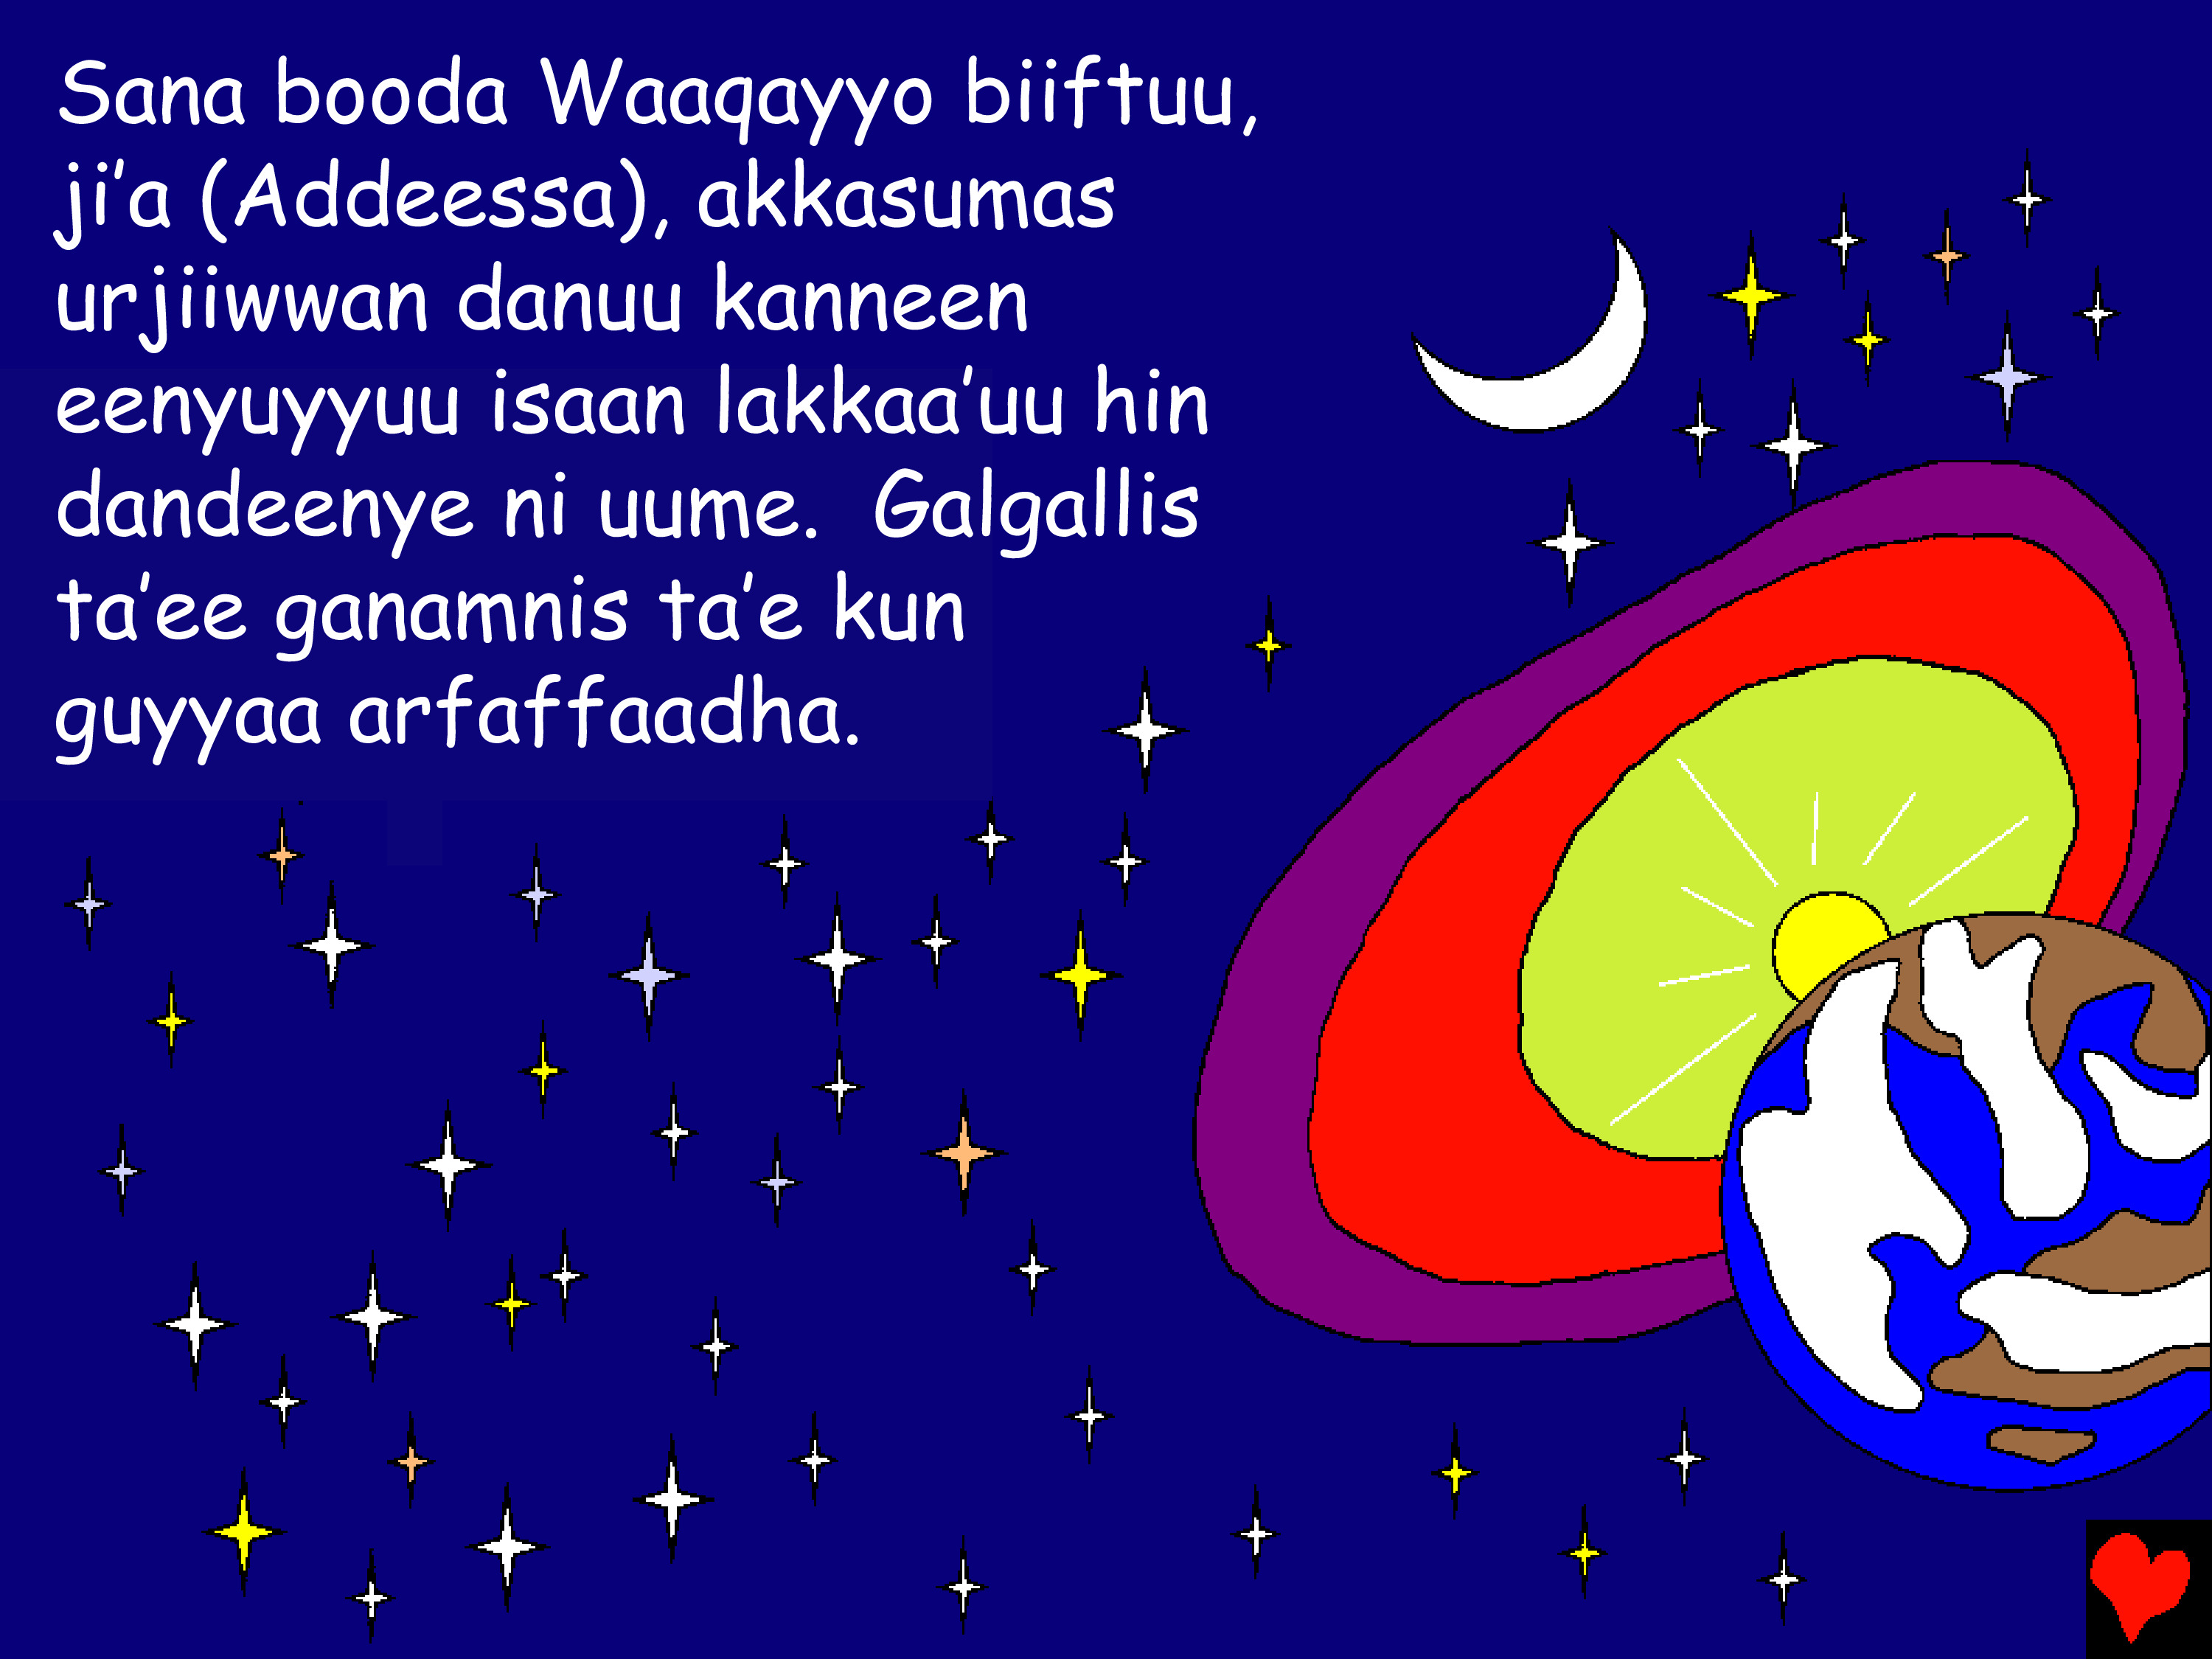 Sana booda Waaqayyo biiftuu,
ji’a (Addeessa), akkasumas
urjiiwwan danuu kanneen
eenyuyyuu isaan lakkaa’uu hin
dandeenye ni uume.  Galgallis
ta’ee ganamnis ta’e kun
guyyaa arfaffaadha.